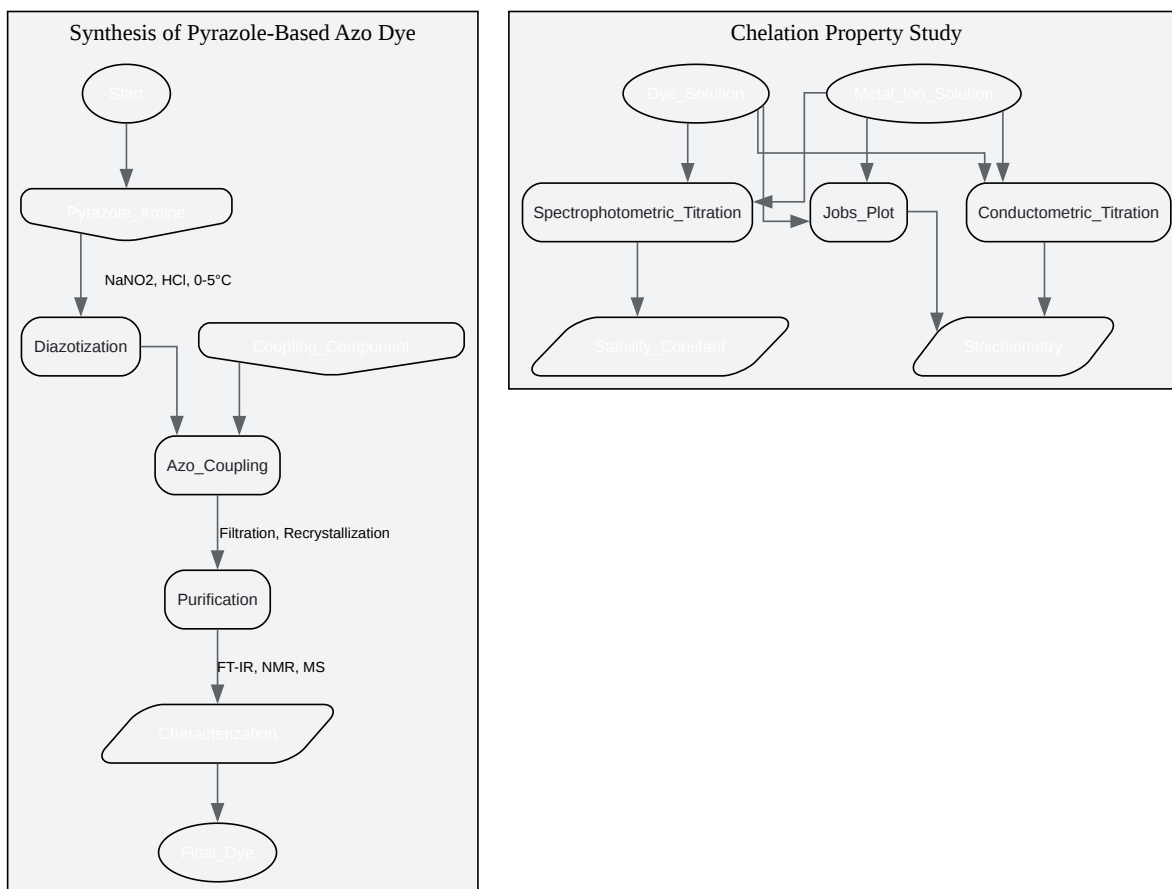 Synthesis of Pyrazole-Based Azo Dye
Start
Pyrazole_Amine
NaNO2, HCl, 0-5°C
Diazotization
Coupling_Component
Azo_Coupling
Filtration, Recrystallization
Purification
FT-IR, NMR, MS
Characterization
Final_Dye
Chelation Property Study
Dye_Solution
Metal_Ion_Solution
Spectrophotometric_Titration
Jobs_Plot
Conductometric_Titration
Stability_Constant
Stoichiometry